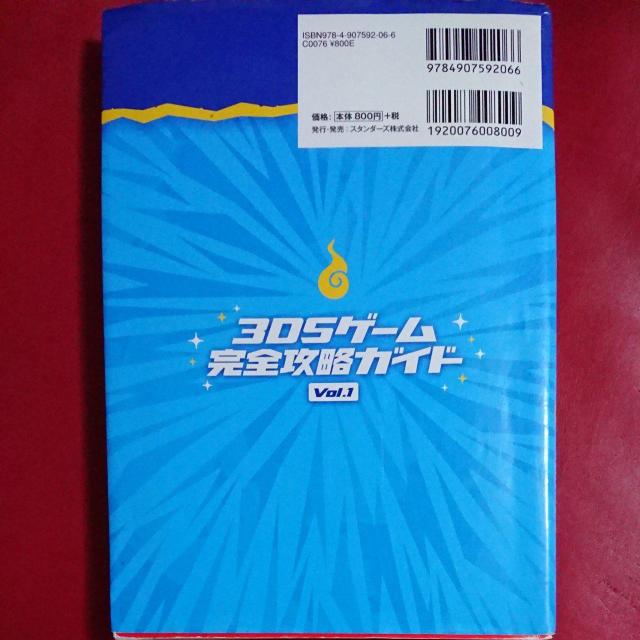 ISBN978-4-907592-06-6
C0076 ¥800E
9784907592066
価格: 本体 800円 +税
発行・発売: スタンダーズ株式会社
1920076008009
3DSゲーム
完全攻略ガイド
Vol.1